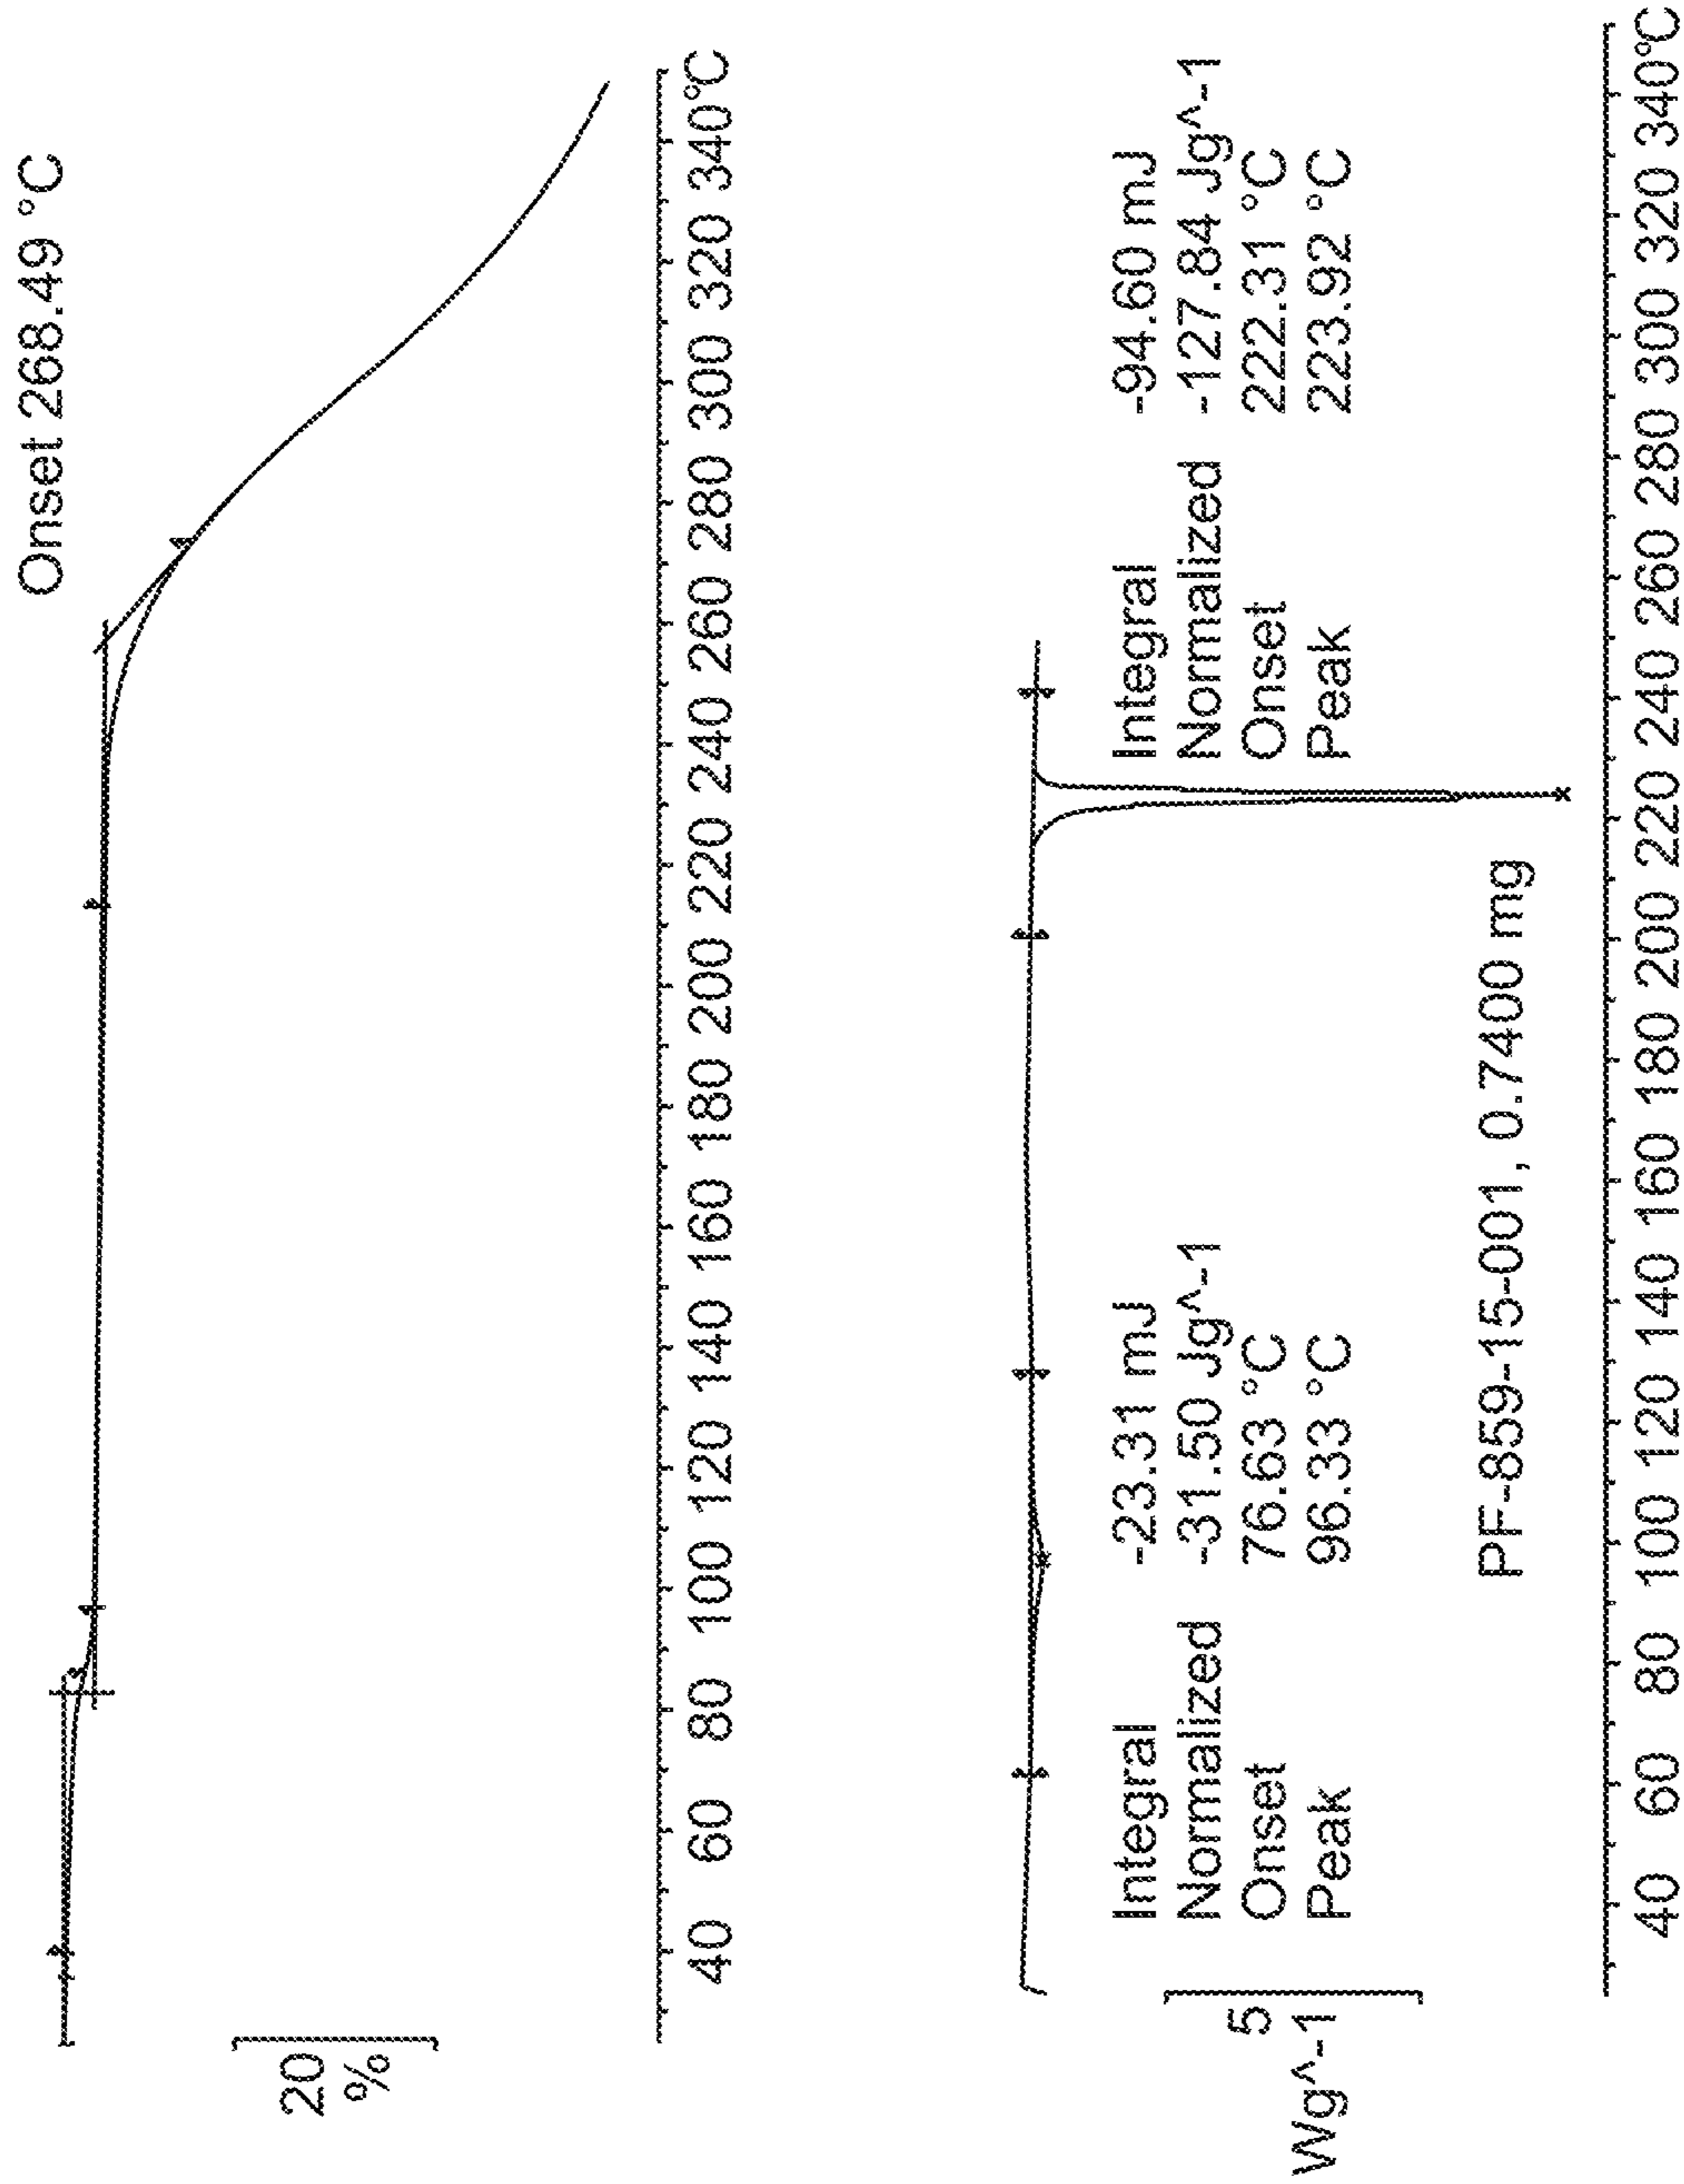 Onset 268.49 °C
20
%
40 60 80 100 120 140 160 180 200 220 240 260 280 300 320 340°C
Integral -23.31 mJ
Normalized -31.50 Jg^-1
Onset 76.63 °C
Peak 96.33 °C
Integral -94.60 mJ
Normalized -127.84 Jg^-1
Onset 222.31 °C
Peak 223.92 °C
5
Wg^-1
PF-859-15-001, 0.7400 mg
40 60 80 100 120 140 160 180 200 220 240 260 280 300 320 340°C